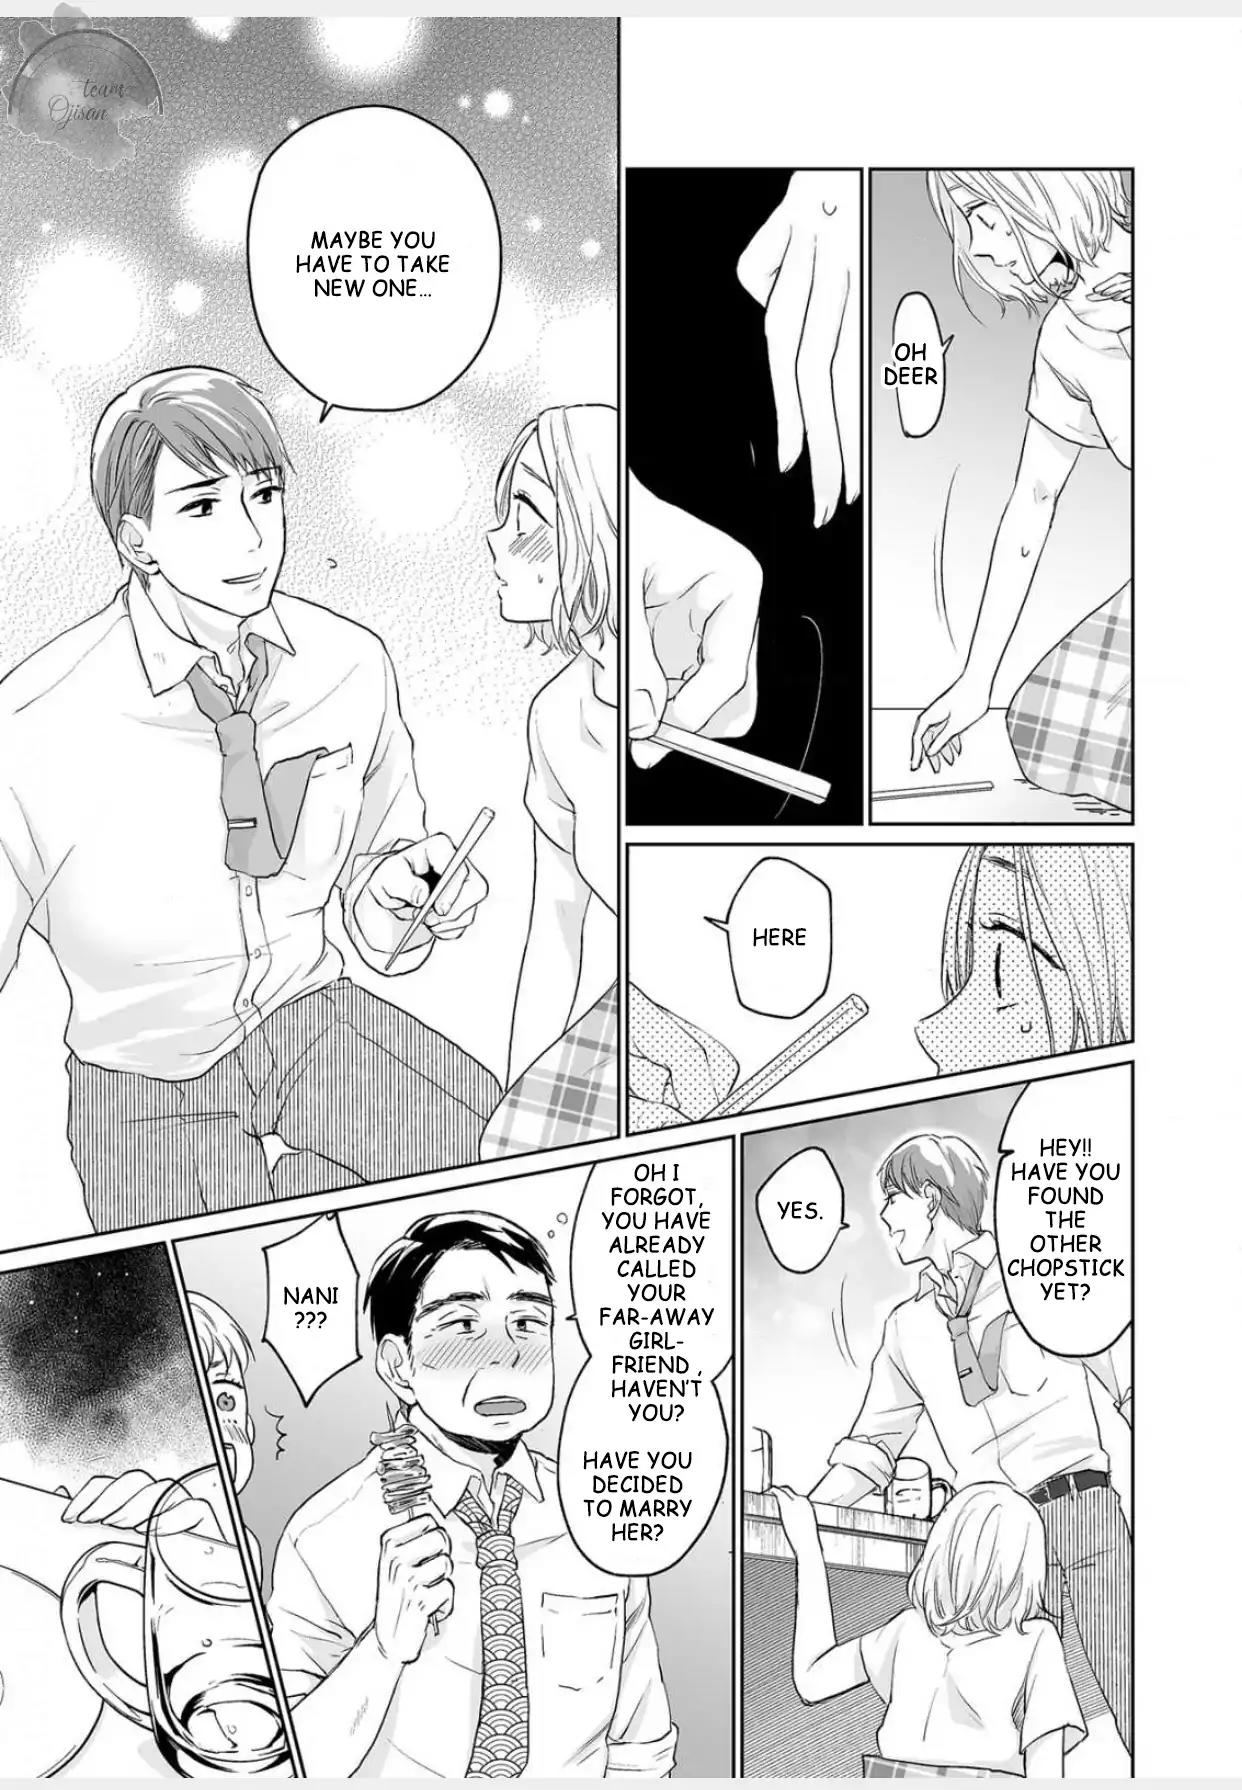 OH
DEER
HERE
MAYBE YOU
HAVE TO TAKE
NEW ONE...
HEY!!
HAVE YOU
FOUND
THE
OTHER
CHOPSTICK
YET?
YES.
OH I
FORGOT,
YOU HAVE
ALREADY
CALLED
YOUR
FAR-AWAY
GIRL-
FRIEND ,
HAVEN'T
YOU?
HAVE YOU
DECIDED
TO MARRY
HER?
NANI
???
team
Ojisan